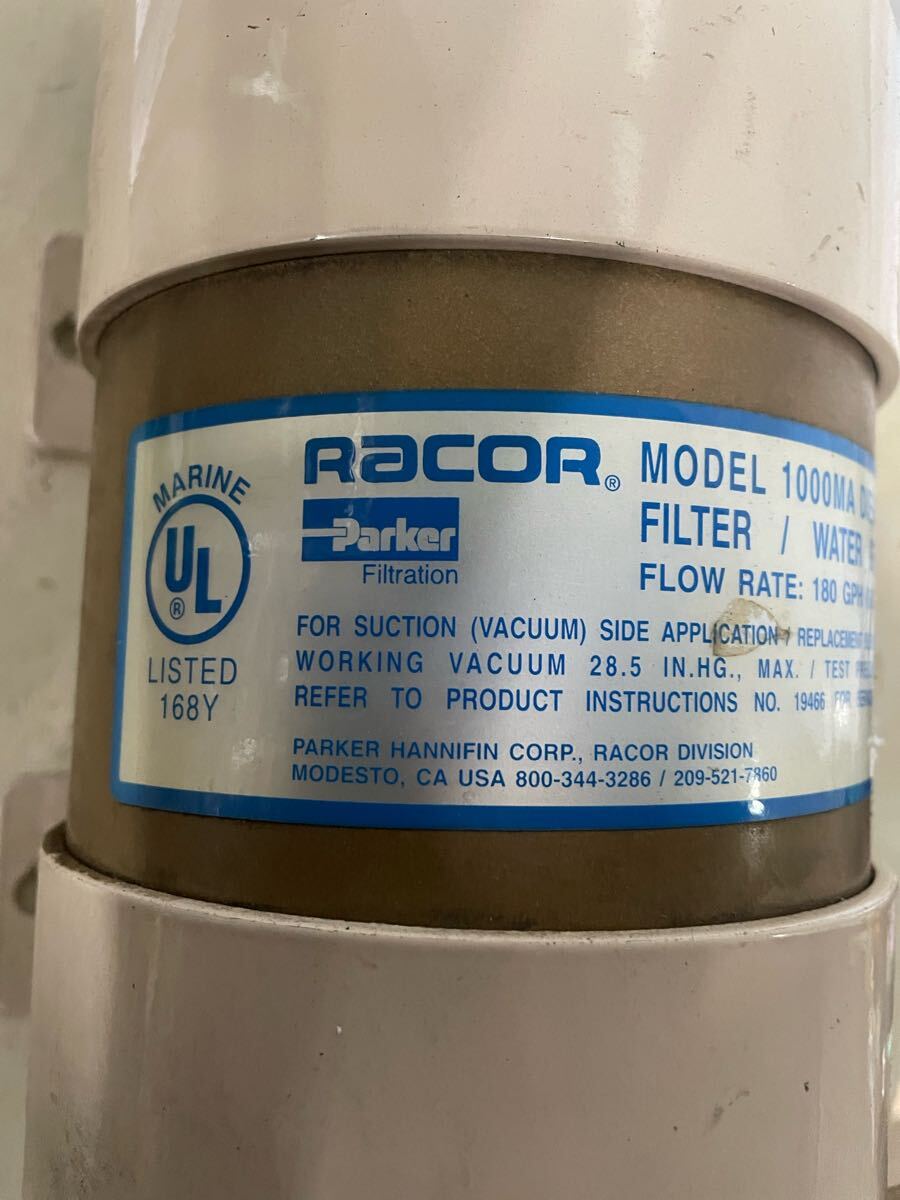 MARINE
UL
®
LISTED
168Y
RACOR®
Parker
Filtration
MODEL 1000MA
FILTER / WATER
FLOW RATE: 180 GPH
FOR SUCTION (VACUUM) SIDE APPLICATION / REPLACEMENT
WORKING VACUUM 28.5 IN.HG., MAX. / TEST
REFER TO PRODUCT INSTRUCTIONS NO. 19466 FOR
PARKER HANNIFIN CORP., RACOR DIVISION
MODESTO, CA USA 800-344-3286 / 209-521-7860